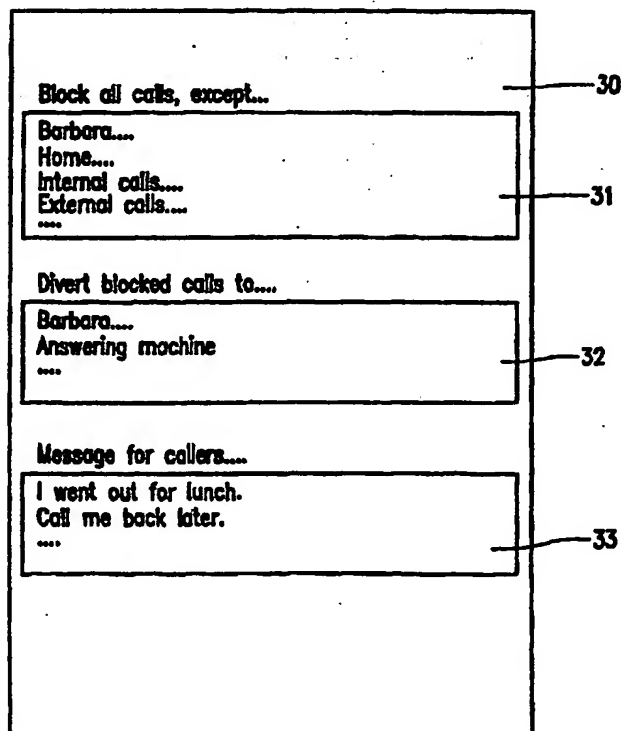 Block all calls, except...
30
Barbara....
Home....
Internal calls....
External calls....
....
31
Divert blocked calls to....
Barbara....
Answering machine
....
32
Message for callers....
I went out for lunch.
Call me back later.
....
33